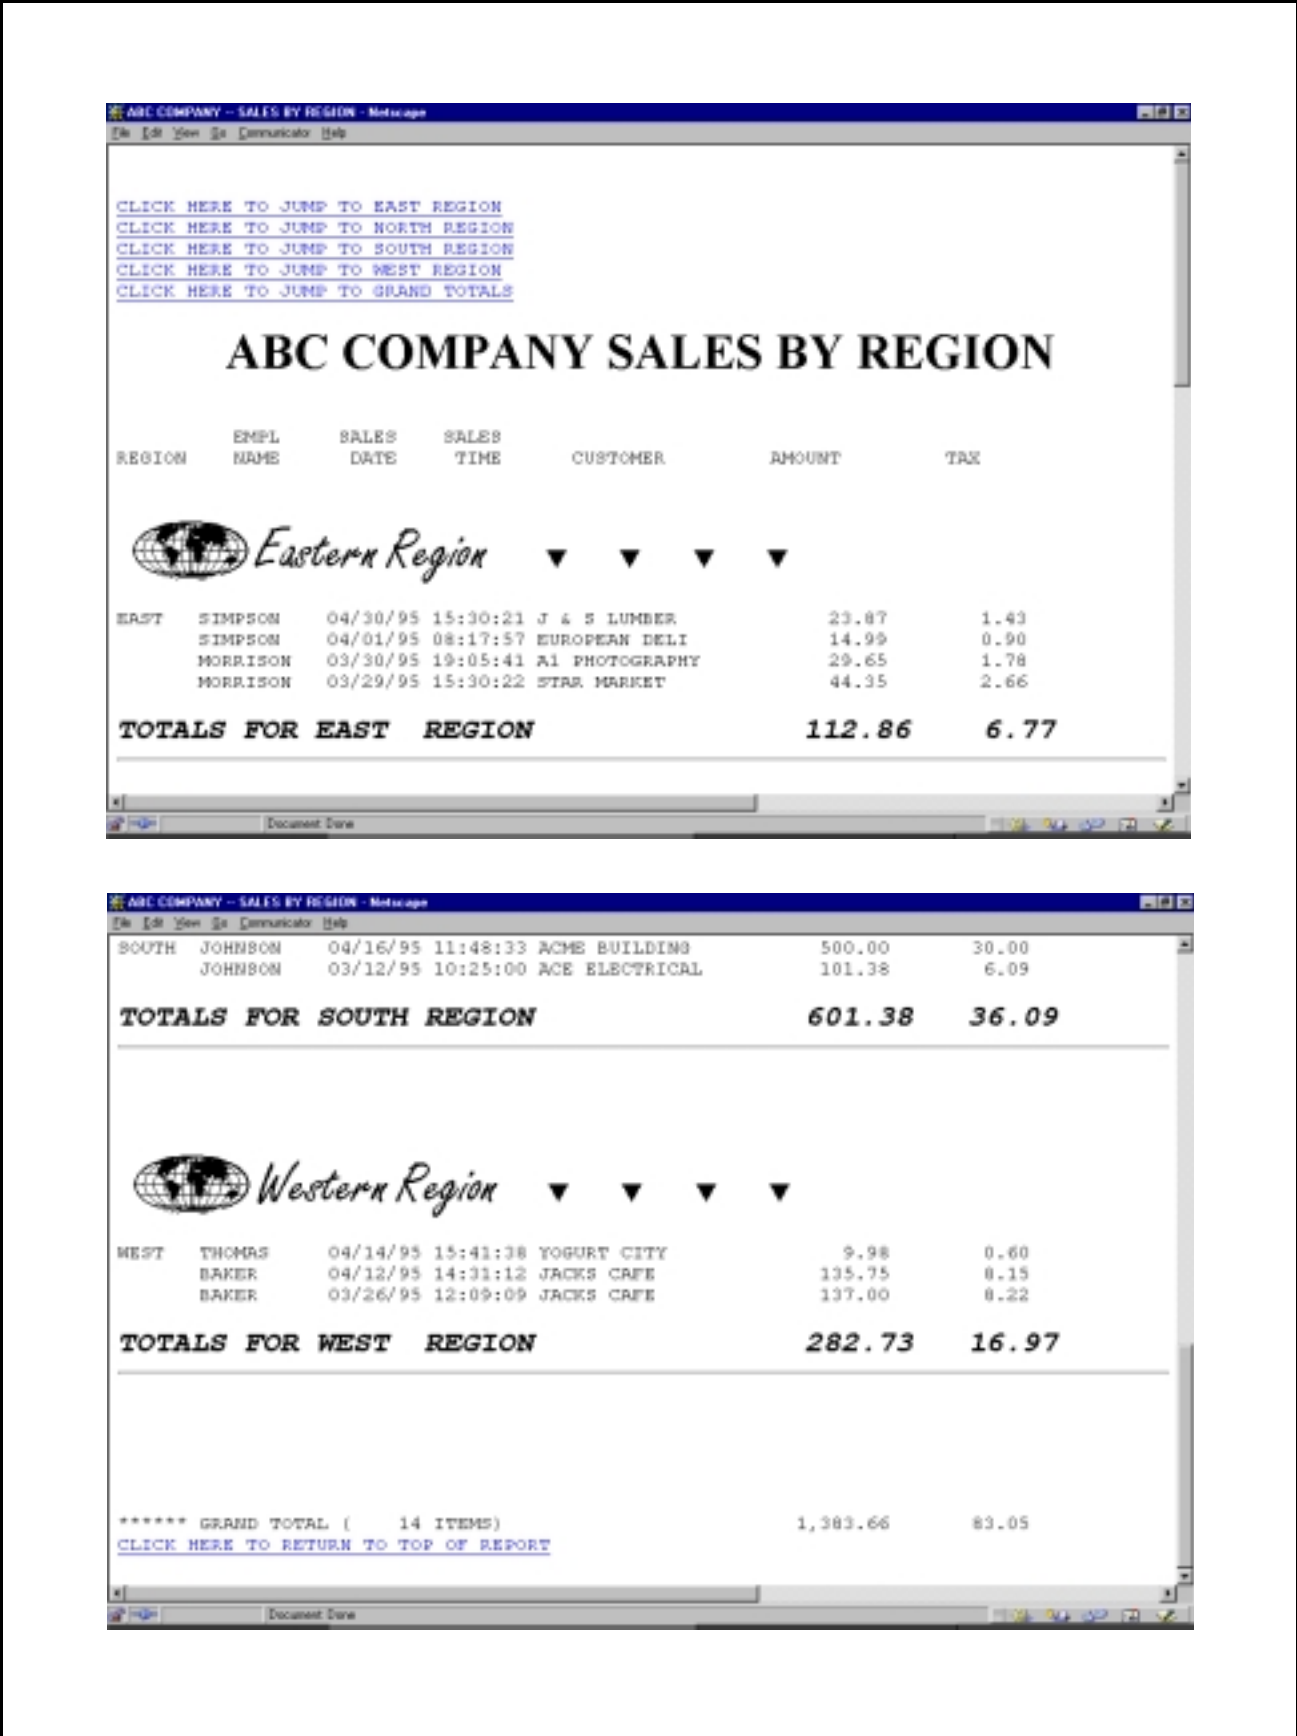 ABC COMPANY -- SALES BY REGION - Netscape
File Edit View Go Communicator Help
CLICK HERE TO JUMP TO EAST REGION
CLICK HERE TO JUMP TO NORTH REGION
CLICK HERE TO JUMP TO SOUTH REGION
CLICK HERE TO JUMP TO WEST REGION
CLICK HERE TO JUMP TO GRAND TOTALS
ABC COMPANY SALES BY REGION
EMPL SALES SALES
REGION NAME DATE TIME CUSTOMER AMOUNT TAX
Eastern Region
EAST SIMPSON 04/30/95 15:30:21 J & S LUMBER 23.87 1.43
SIMPSON 04/01/95 08:17:57 EUROPEAN DELI 14.99 0.90
MORRISON 03/30/95 19:05:41 A1 PHOTOGRAPHY 29.65 1.78
MORRISON 03/29/95 15:30:22 STAR MARKET 44.35 2.66
TOTALS FOR EAST REGION 112.86 6.77
Document: Done
ABC COMPANY -- SALES BY REGION - Netscape
File Edit View Go Communicator Help
SOUTH JOHNSON 04/16/95 11:48:33 ACME BUILDING 500.00 30.00
JOHNSON 03/12/95 10:25:00 ACE ELECTRICAL 101.38 6.09
TOTALS FOR SOUTH REGION 601.38 36.09
Western Region
WEST THOMAS 04/14/95 15:41:38 YOGURT CITY 9.98 0.60
BAKER 04/12/95 14:31:12 JACKS CAFE 135.75 8.15
BAKER 03/26/95 12:09:09 JACKS CAFE 137.00 8.22
TOTALS FOR WEST REGION 282.73 16.97
****** GRAND TOTAL ( 14 ITEMS) 1,383.66 83.05
CLICK HERE TO RETURN TO TOP OF REPORT
Document: Done